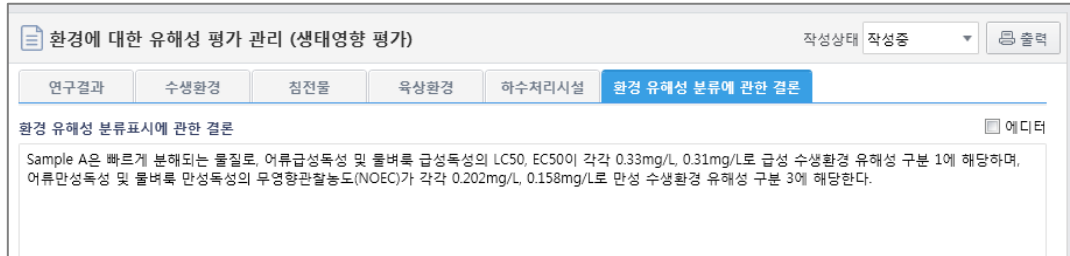 환경에 대한 유해성 평가 관리 (생태영향 평가)
작성상태 작성중 출력
연구결과 수생환경 침전물 육상환경 하수처리시설 환경 유해성 분류에 관한 결론
환경 유해성 분류표시에 관한 결론 에디터
Sample A은 빠르게 분해되는 물질로, 어류급성독성 및 물벼룩 급성독성의 LC50, EC50이 각각 0.33mg/L, 0.31mg/L로 급성 수생환경 유해성 구분 1에 해당하며,
어류만성독성 및 물벼룩 만성독성의 무영향관찰농도(NOEC)가 각각 0.202mg/L, 0.158mg/L로 만성 수생환경 유해성 구분 3에 해당한다.